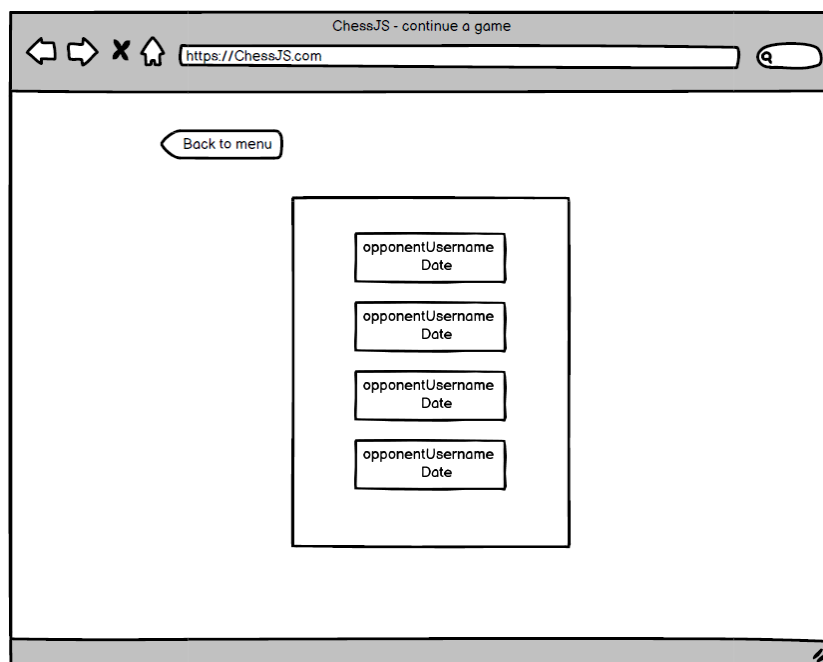 ChessJS - continue a game
https://ChessJS.com
Back to menu
opponentUsername
Date
opponentUsername
Date
opponentUsername
Date
opponentUsername
Date